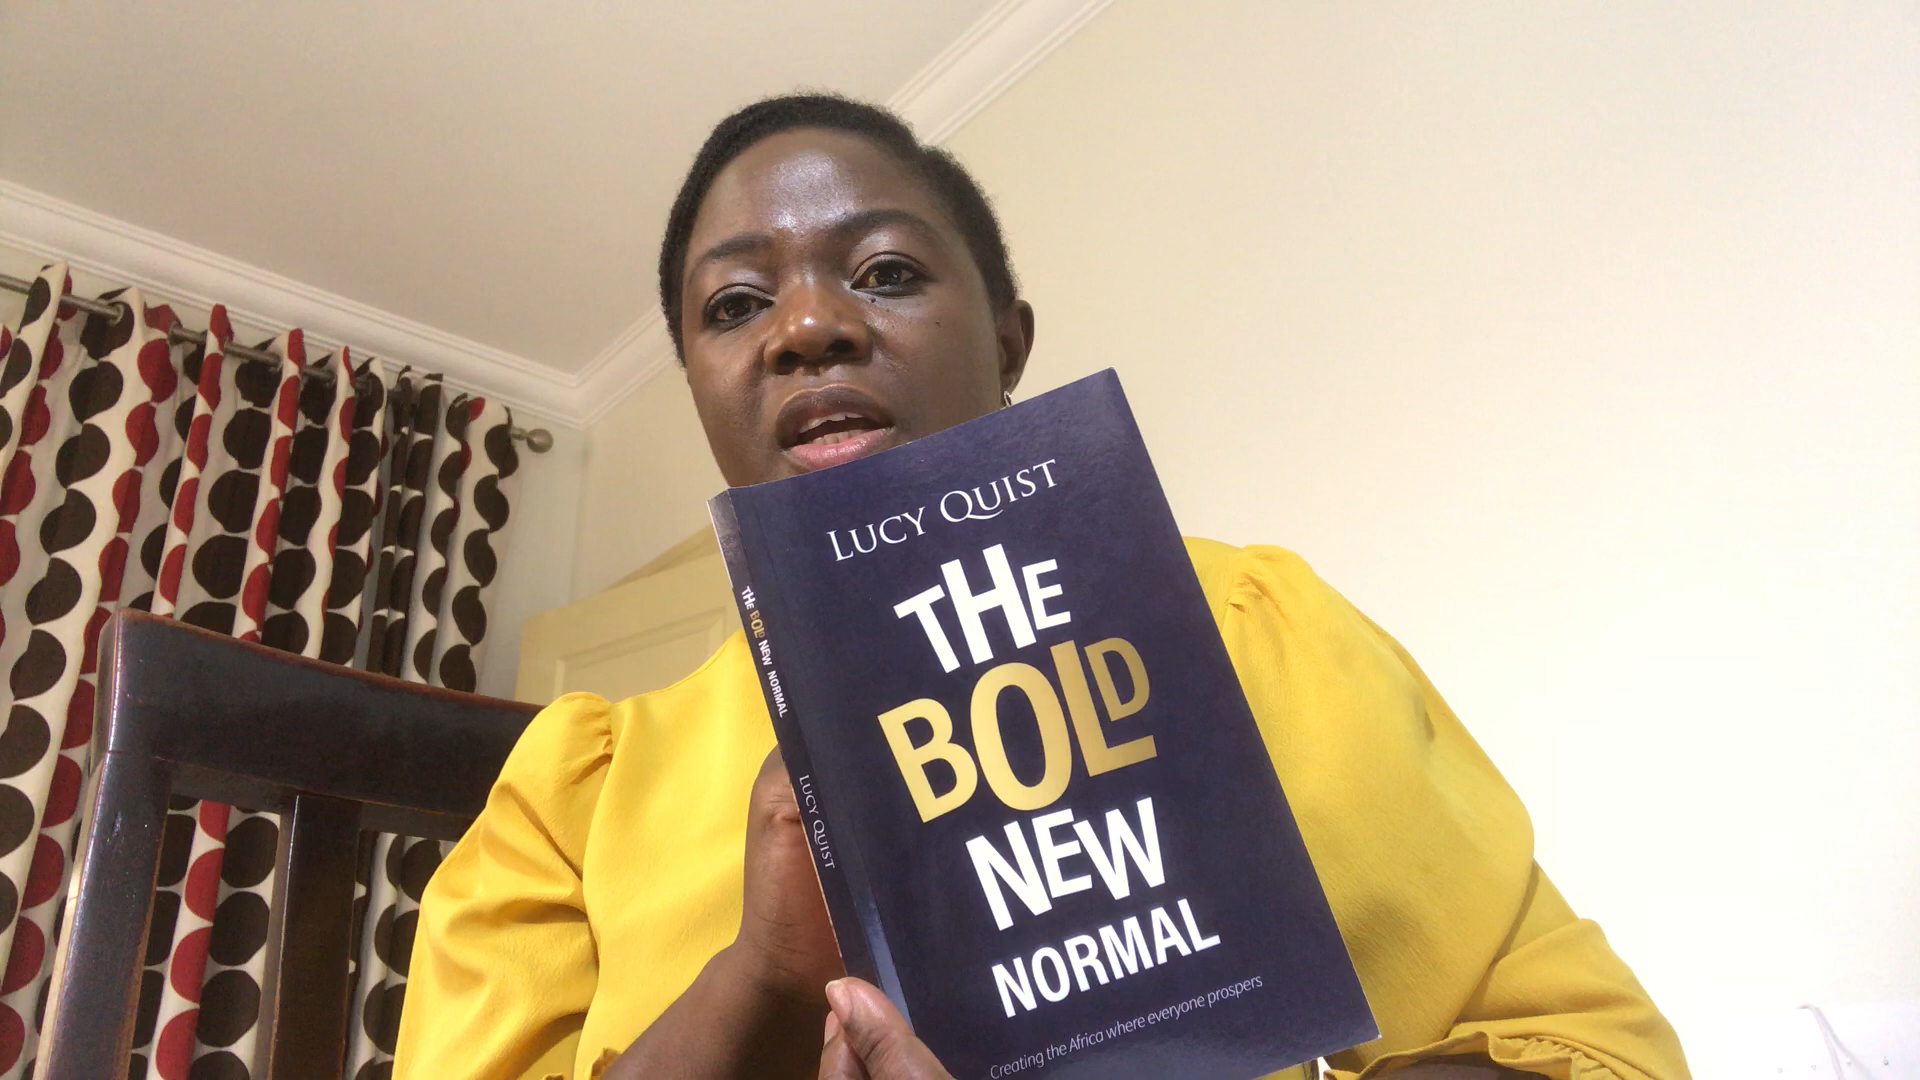 LUCY QUIST
THE
BOLD
NEW
NORMAL
Creating the Africa where everyone prospers
THE BOLD NEW NORMAL LUCY QUIST